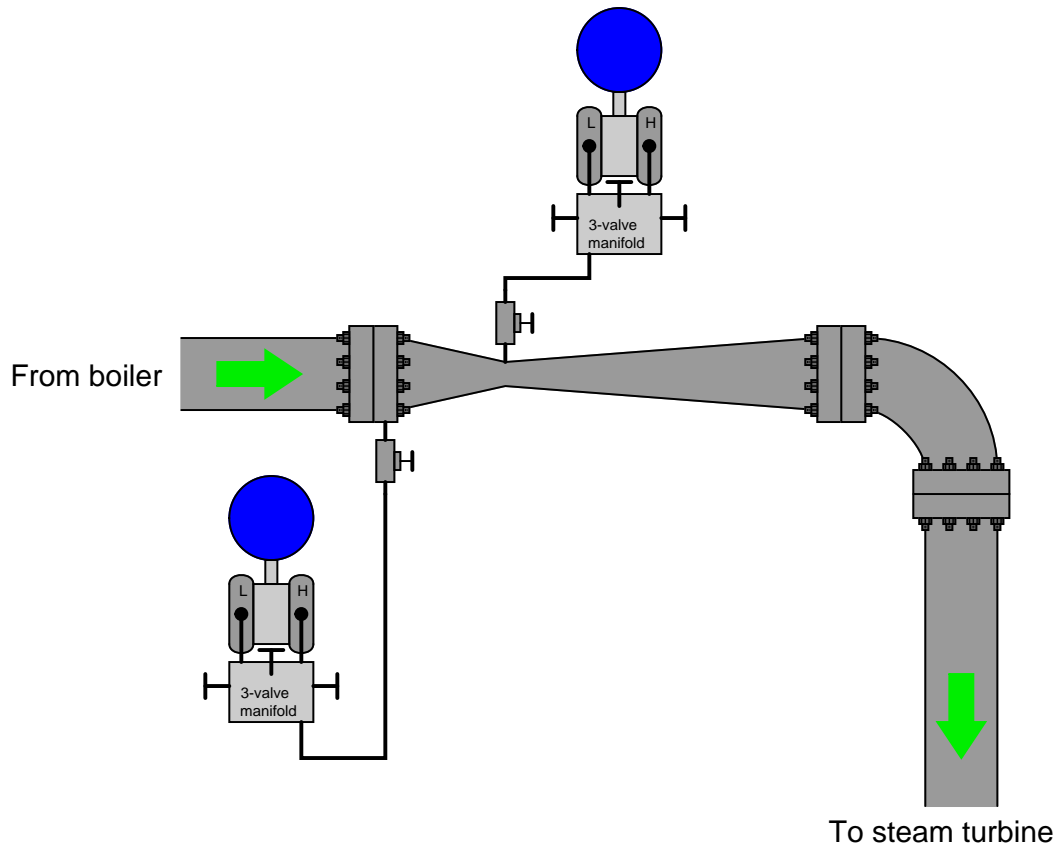 L
H
3-valve
manifold
From boiler
L
H
3-valve
manifold
To steam turbine